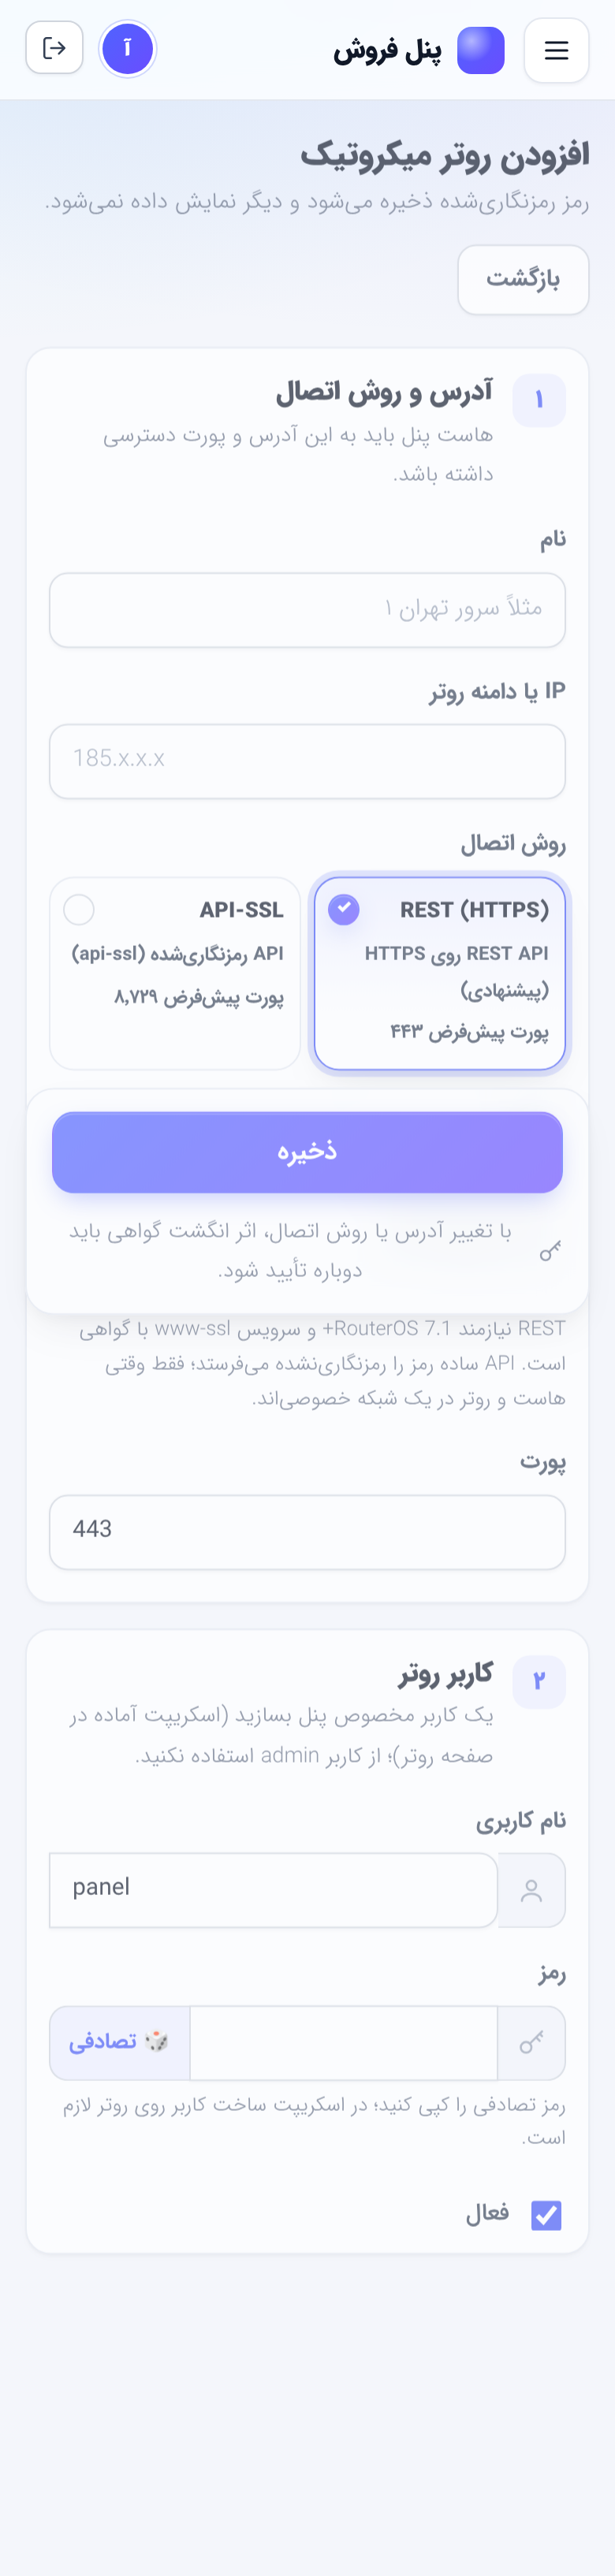 پنل فروش
آ
افزودن روتر میکروتیک
رمز رمزنگاری‌شده ذخیره می‌شود و دیگر نمایش داده نمی‌شود.
بازگشت
۱
آدرس و روش اتصال
هاست پنل باید به این آدرس و پورت دسترسی
داشته باشد.
نام
مثلاً سرور تهران ۱
IP یا دامنه روتر
185.x.x.x
روش اتصال
REST (HTTPS)
REST API روی HTTPS
(پیشنهادی)
پورت پیش‌فرض ۴۴۳
API-SSL
API رمزنگاری‌شده (api-ssl)
پورت پیش‌فرض ۸,۷۲۹
ذخیره
با تغییر آدرس یا روش اتصال، اثر انگشت گواهی باید
دوباره تأیید شود.
REST نیازمند RouterOS 7.1+ و سرویس www-ssl با گواهی
است. API ساده رمز را رمزنگاری‌نشده می‌فرستد؛ فقط وقتی
هاست و روتر در یک شبکه خصوصی‌اند.
پورت
443
۲
کاربر روتر
یک کاربر مخصوص پنل بسازید (اسکریپت آماده در
صفحه روتر)؛ از کاربر admin استفاده نکنید.
نام کاربری
panel
رمز
🎲 تصادفی
رمز تصادفی را کپی کنید؛ در اسکریپت ساخت کاربر روی روتر لازم
است.
فعال